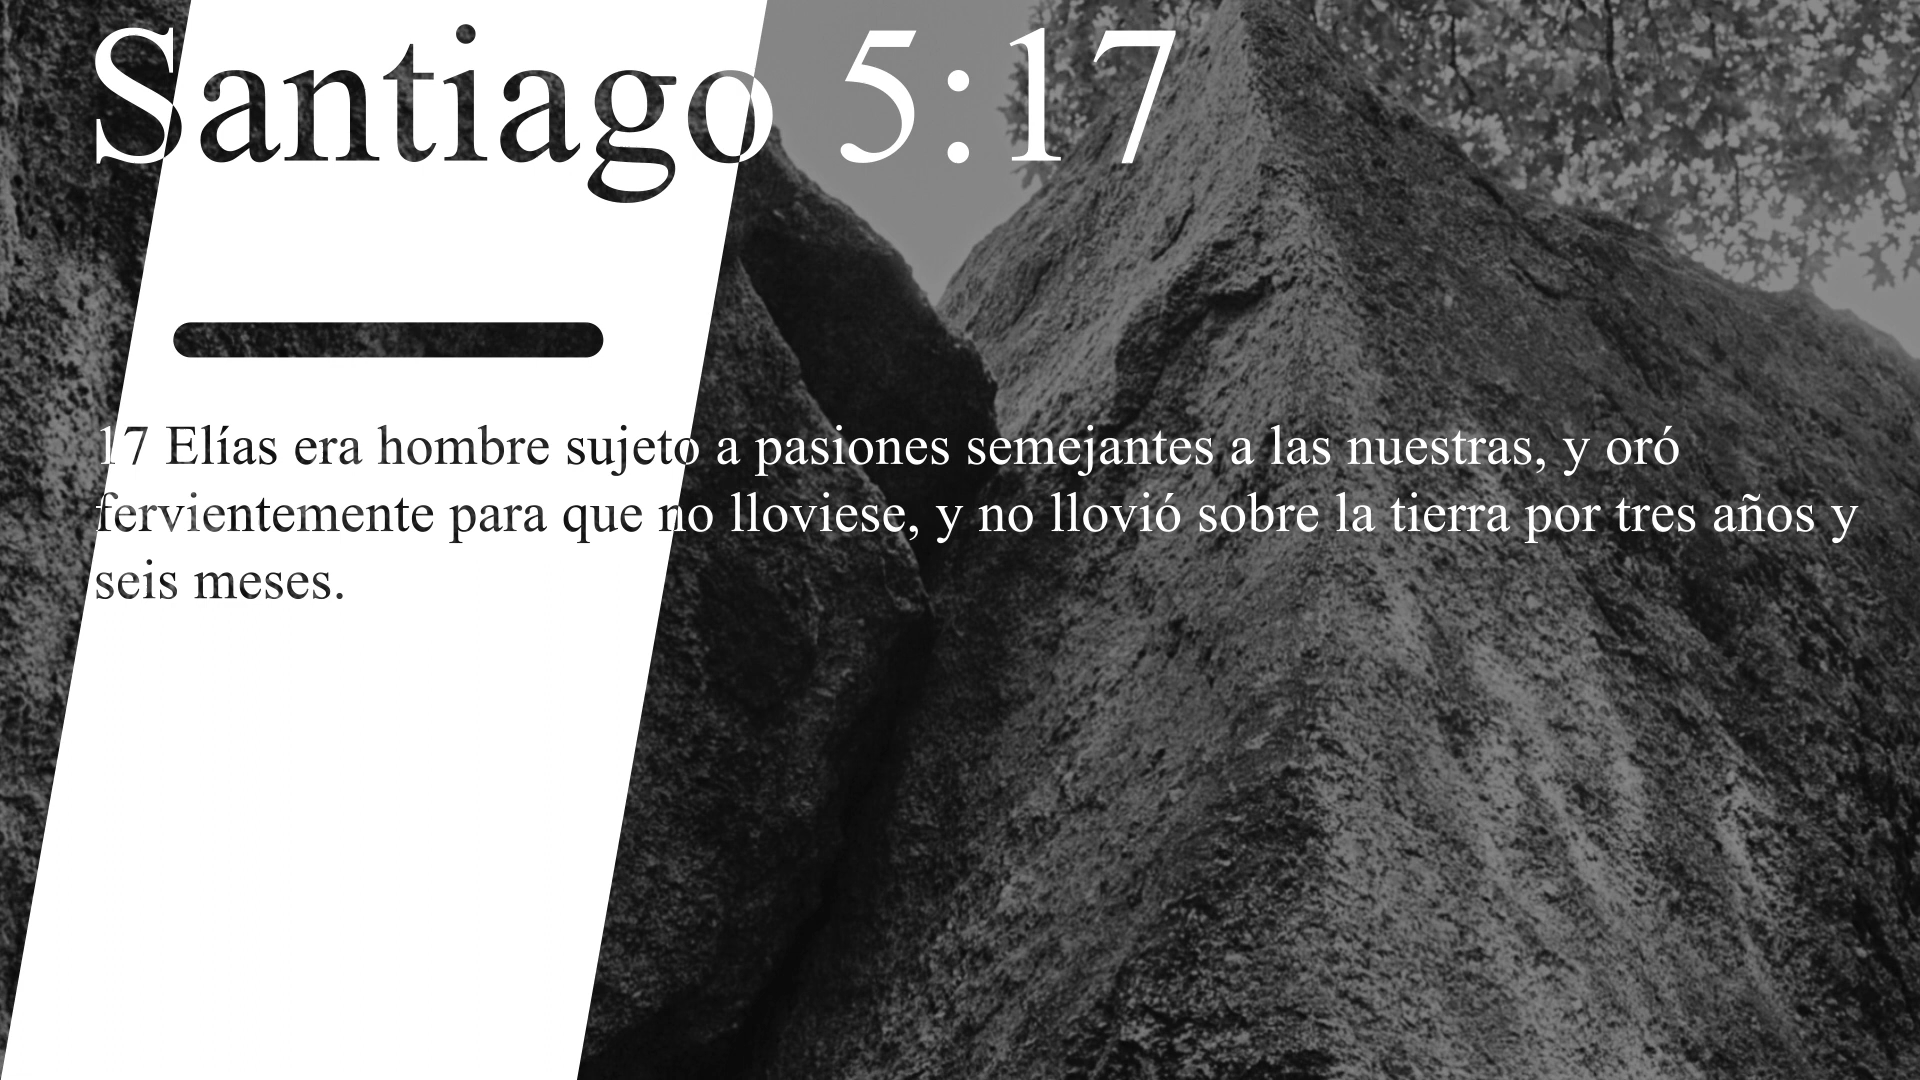 Santiago 5:17
17 Elías era hombre sujeto a pasiones semejantes a las nuestras, y oró
fervientemente para que no lloviese, y no llovió sobre la tierra por tres años y
seis meses.